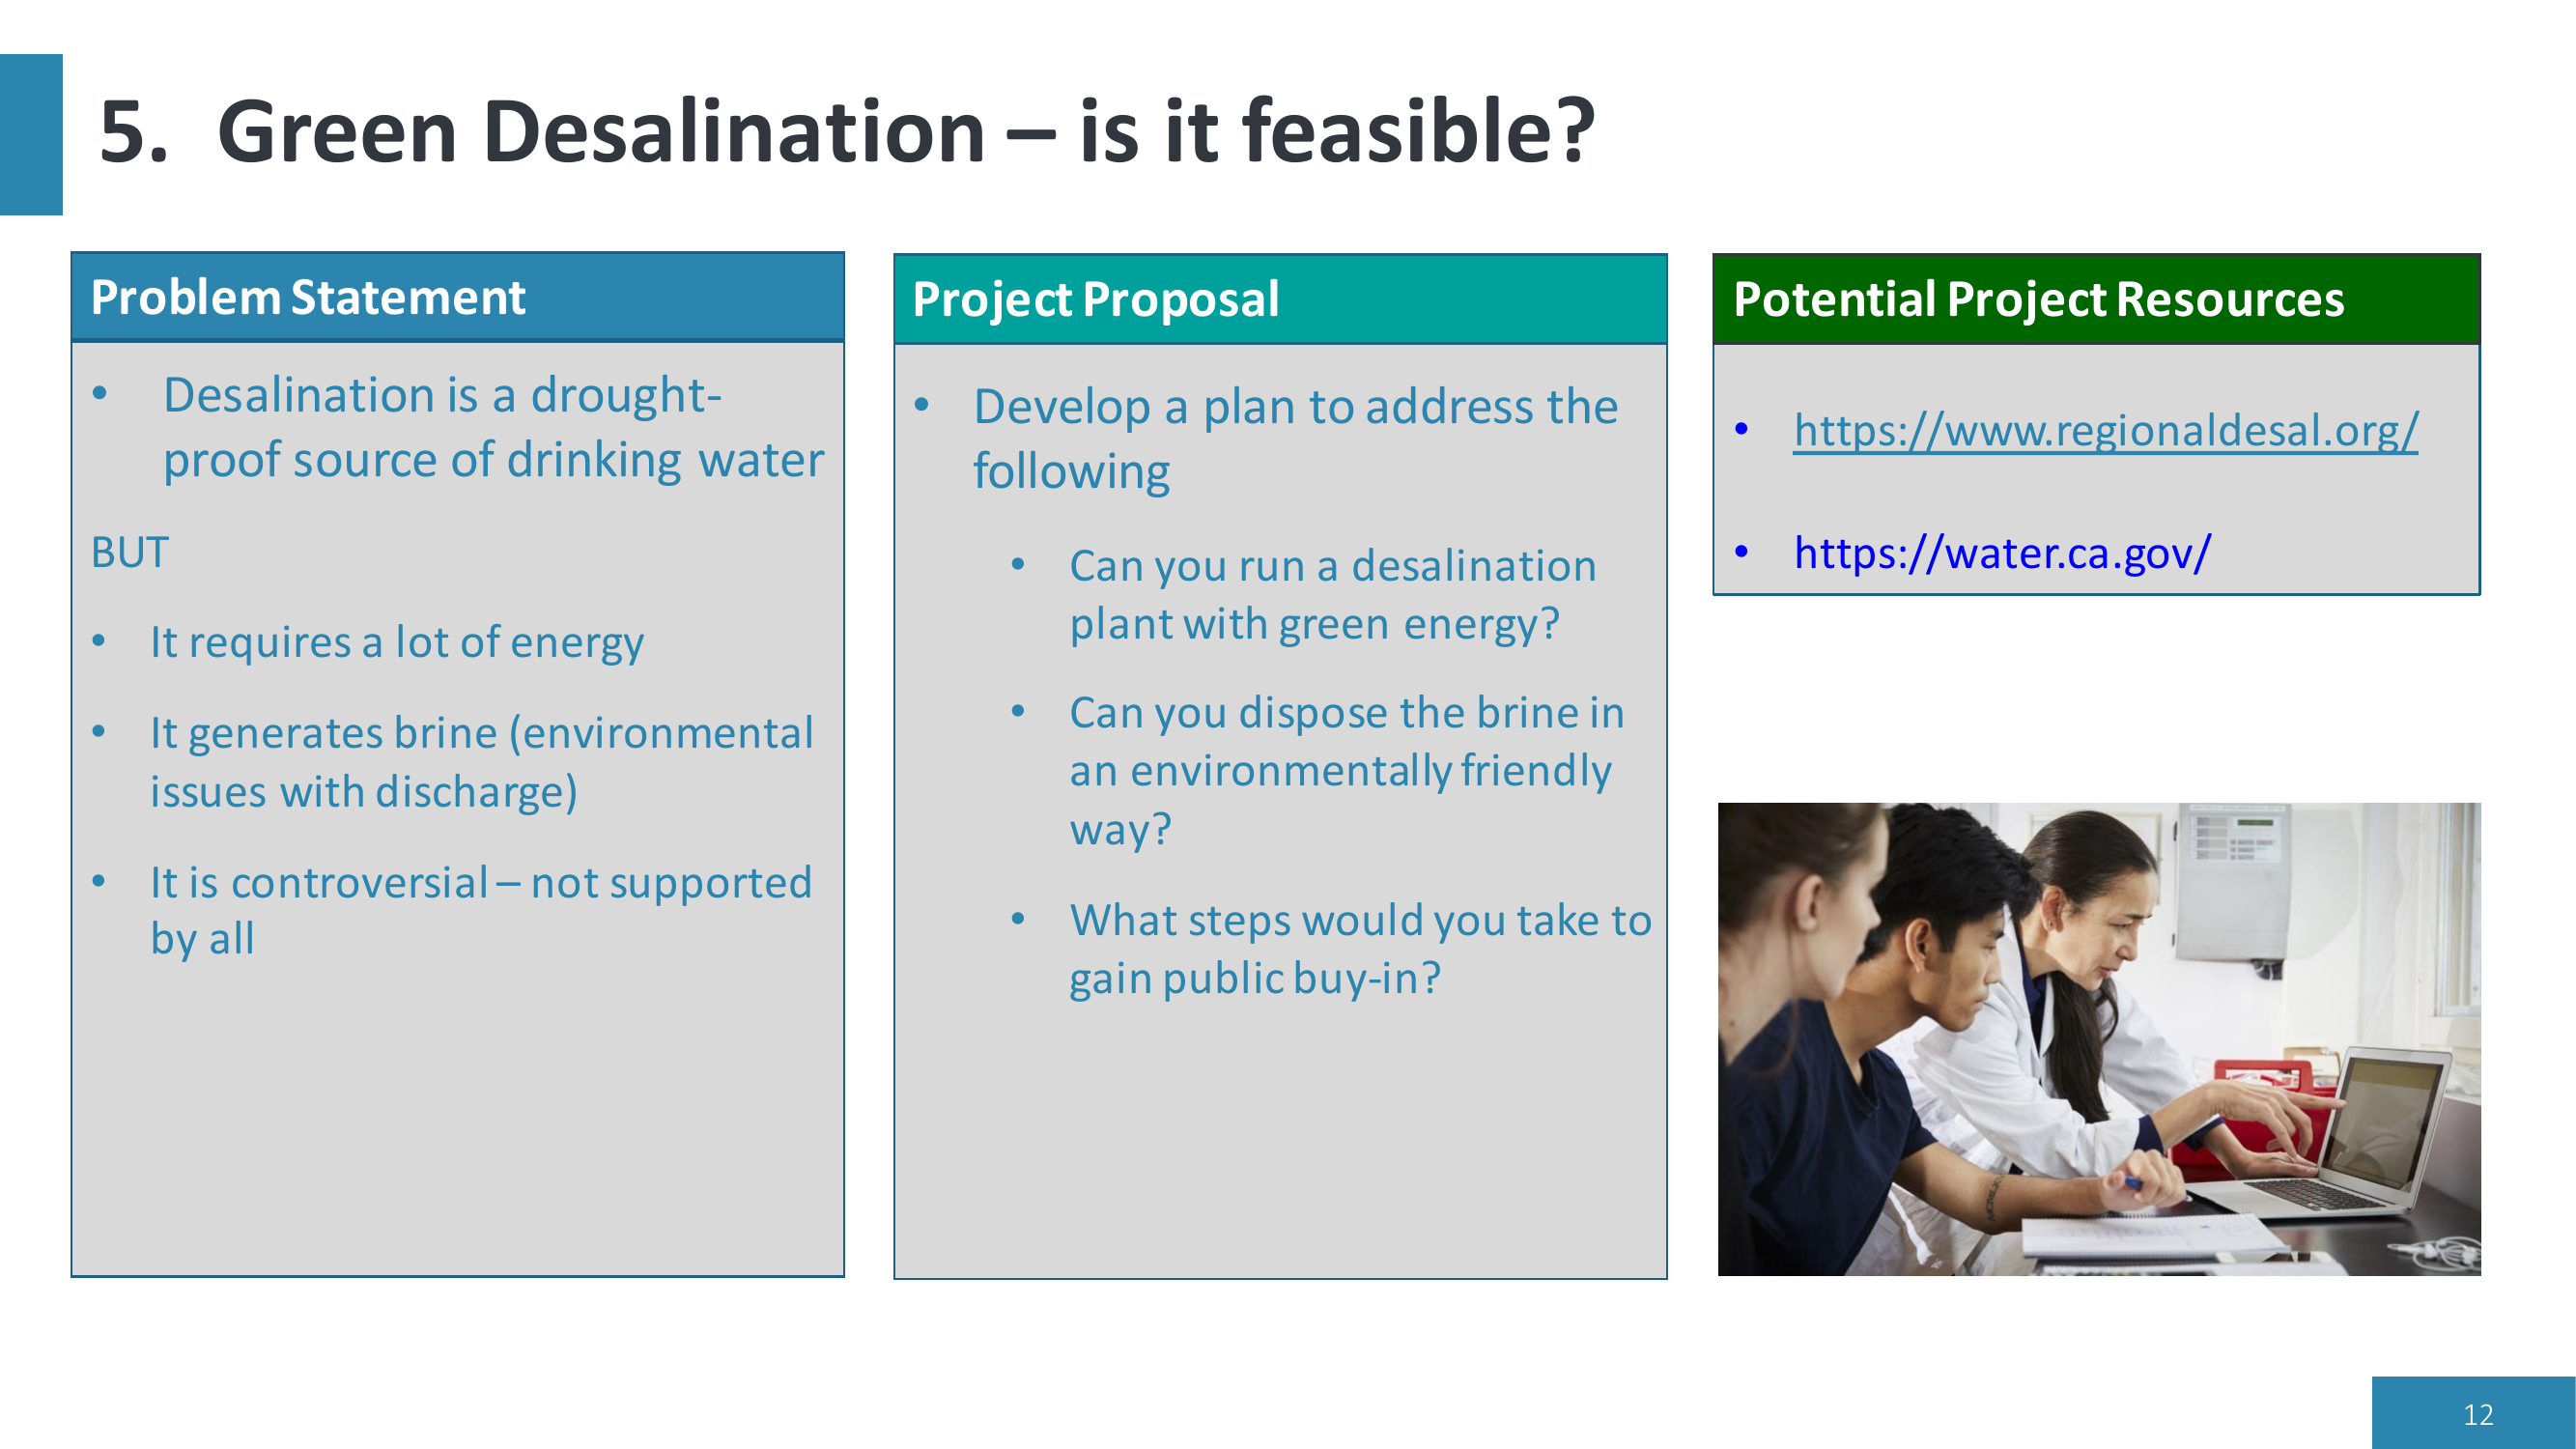 5. Green Desalination – is it feasible?
Problem Statement
• Desalination is a drought-
proof source of drinking water
BUT
• It requires a lot of energy
• It generates brine (environmental
issues with discharge)
• It is controversial – not supported
by all
Project Proposal
• Develop a plan to address the
following
• Can you run a desalination
plant with green energy?
• Can you dispose the brine in
an environmentally friendly
way?
• What steps would you take to
gain public buy-in?
Potential Project Resources
• https://www.regionaldesal.org/
• https://water.ca.gov/
12